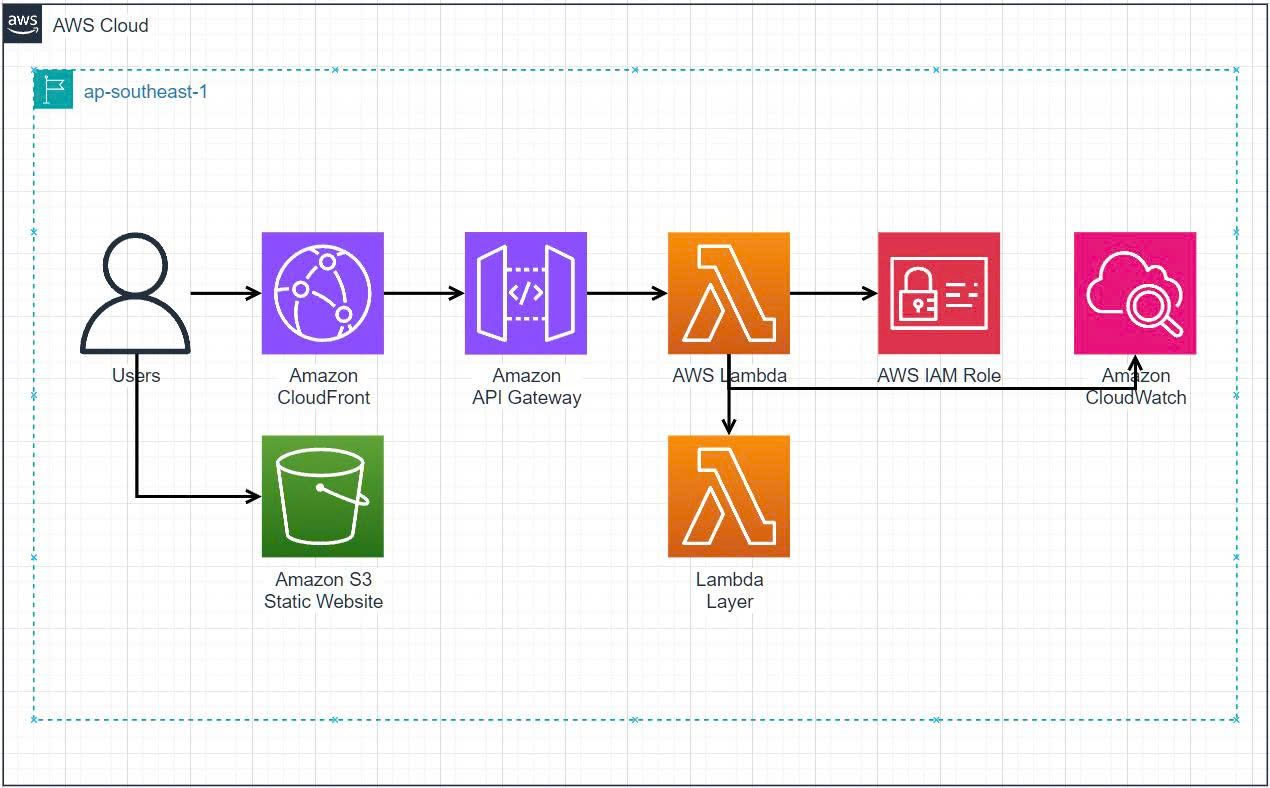 aws
AWS Cloud
ap-southeast-1
Users
Amazon
CloudFront
Amazon
API Gateway
AWS Lambda
AWS IAM Role
Amazon
CloudWatch
Amazon S3
Static Website
Lambda
Layer